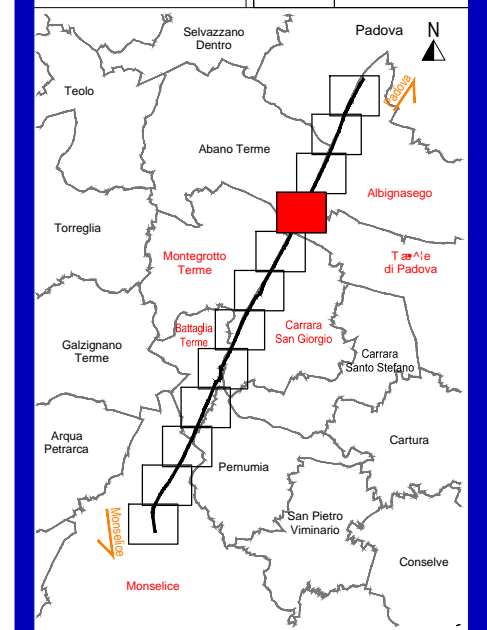 Selvazzano
Dentro
Padova
N
Padova
Teolo
Abano Terme
Albignasego
Torreglia
Montegrotto
Terme
di Padova
Battaglia
Terme
Carrara
San Giorgio
Galzignano
Terme
Carrara
Santo Stefano
Arqua
Petrarca
Cartura
Pernumia
San Pietro
Viminario
Monselice
Conselve
Monselice